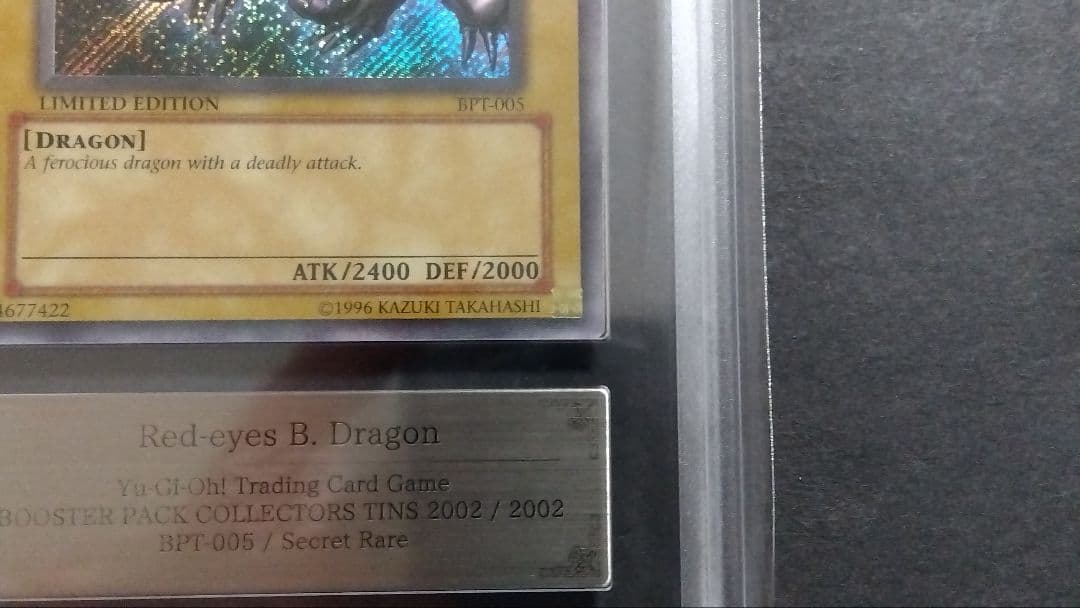 LIMITED EDITION BPT-005
[DRAGON]
A ferocious dragon with a deadly attack.
ATK/2400 DEF/2000
4677422 ©1996 KAZUKI TAKAHASHI
Red-eyes B. Dragon
Yu-Gi-Oh! Trading Card Game
BOOSTER PACK COLLECTORS TINS 2002 / 2002
BPT-005 / Secret Rare